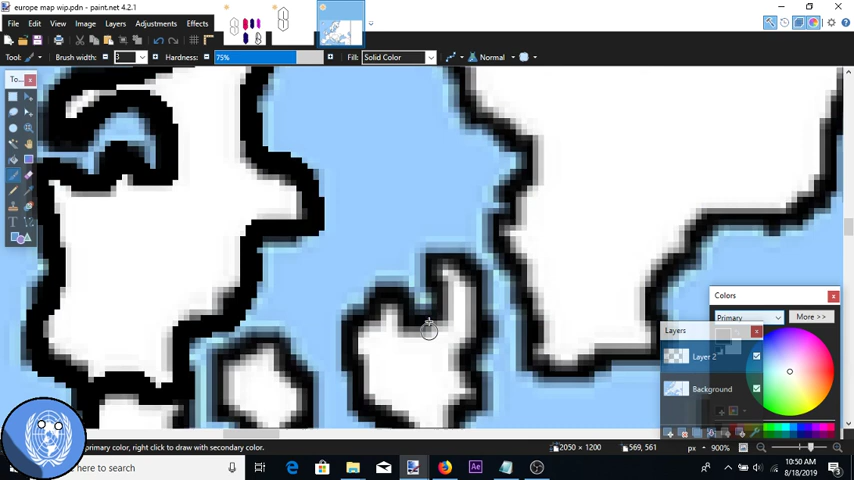 europe map wip.pdn - paint.net 4.2.1
File Edit View Image Layers Adjustments Effects
Tool: Brush width: 3 Hardness: 75% Fill: Solid Color Normal
To...
Colors
Primary More >>
Layers
Layer 2
Background
primary color, right click to draw with secondary color. 2050 × 1200 569, 561 px 900%
here to search
Ae
10:50 AM
8/18/2019
3